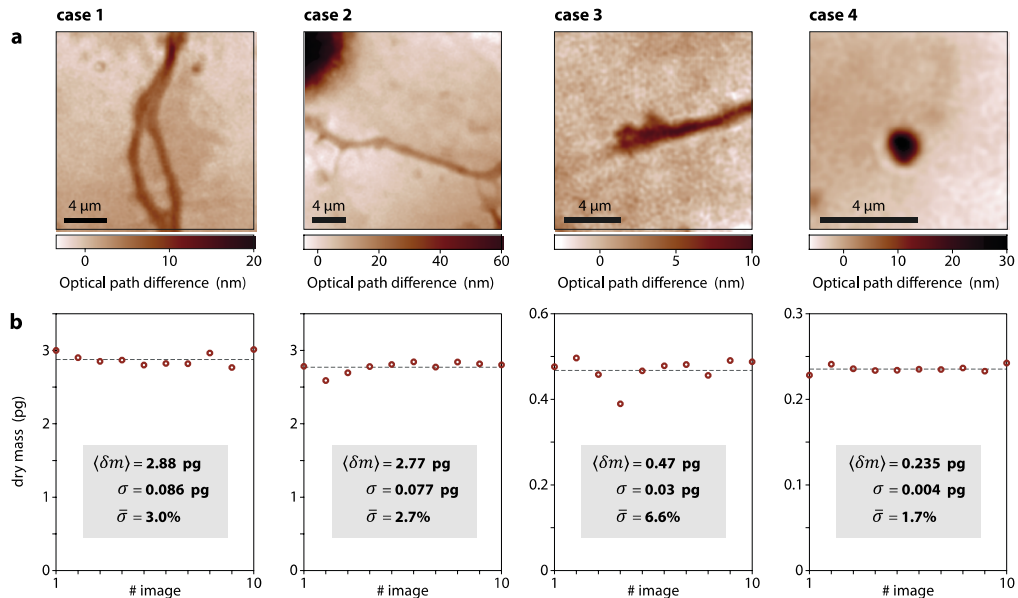 case 1 case 2 case 3 case 4
a
4 μm 4 μm 4 μm 4 μm
0 10 20 0 20 40 60 0 5 10 0 10 20 30
Optical path difference (nm) Optical path difference (nm) Optical path difference (nm) Optical path difference (nm)
b
dry mass (pg)
3
2
1
0
3
2
1
0
0.6
0.4
0.2
0
0.3
0.2
0.1
0
⟨δm⟩ = 2.88 pg
σ = 0.086 pg
σ̄ = 3.0%
⟨δm⟩ = 2.77 pg
σ = 0.077 pg
σ̄ = 2.7%
⟨δm⟩ = 0.47 pg
σ = 0.03 pg
σ̄ = 6.6%
⟨δm⟩ = 0.235 pg
σ = 0.004 pg
σ̄ = 1.7%
1 10 1 10 1 10 1 10
# image # image # image # image